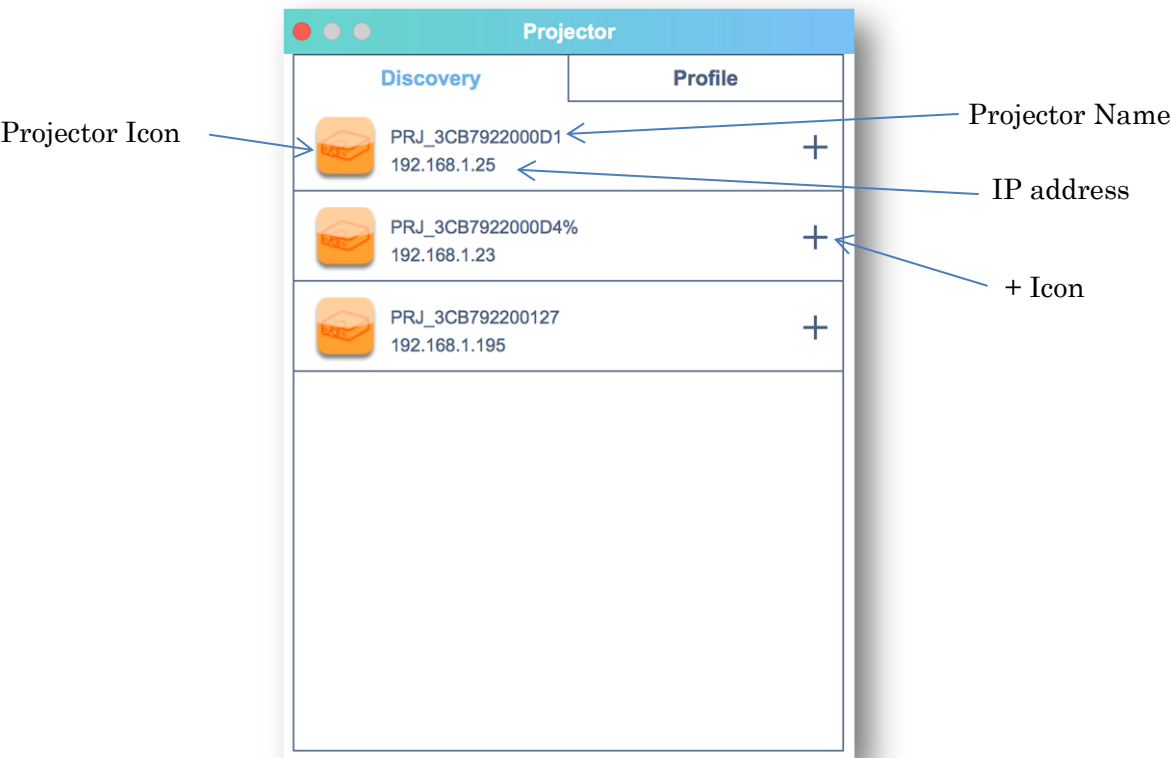 Projector
Discovery
Profile
Projector Icon
PRJ_3CB7922000D1
192.168.1.25
+
Projector Name
IP address
PRJ_3CB7922000D4%
192.168.1.23
+
+ Icon
PRJ_3CB792200127
192.168.1.195
+